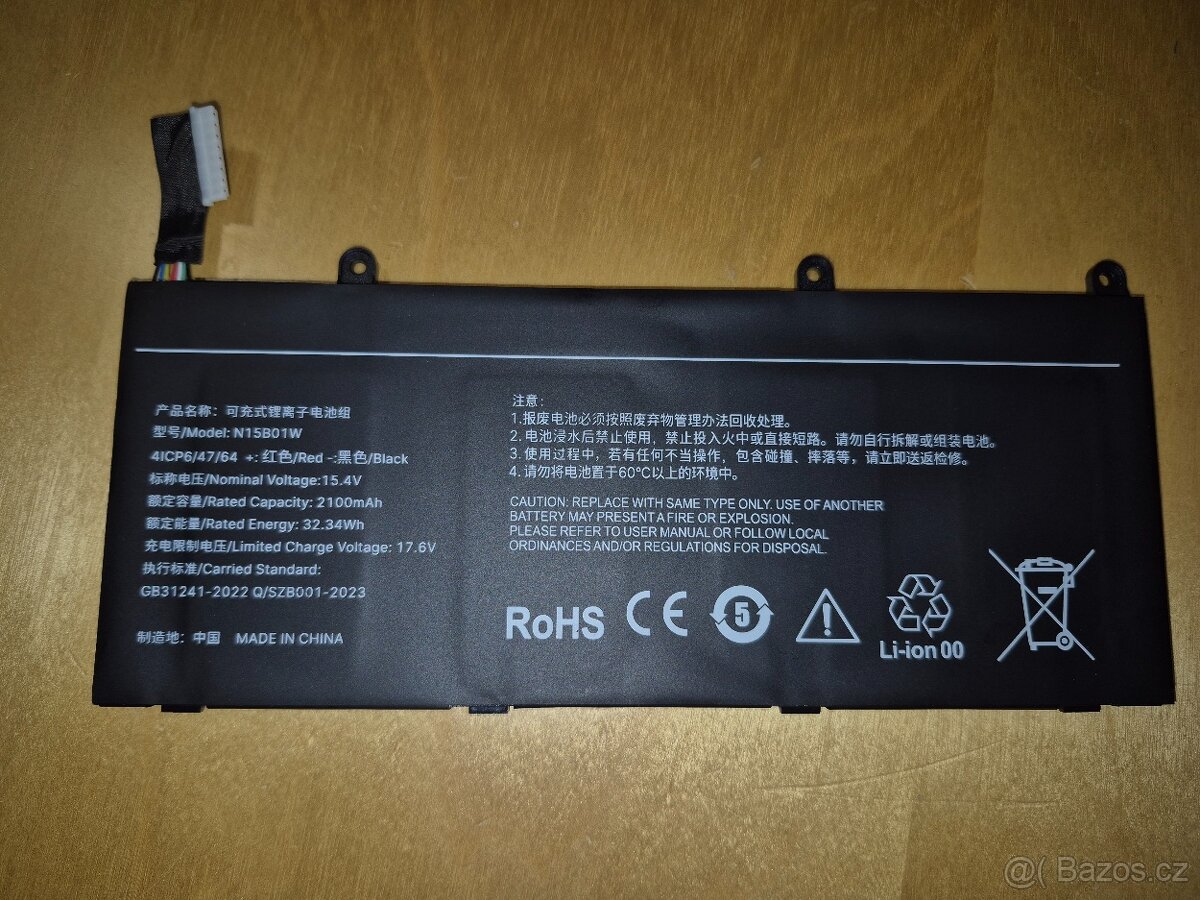 产品名称：可充式锂离子电池组
型号/Model: N15B01W
4ICP6/47/64 +: 红色/Red -:黑色/Black
标称电压/Nominal Voltage:15.4V
额定容量/Rated Capacity: 2100mAh
额定能量/Rated Energy: 32.34Wh
充电限制电压/Limited Charge Voltage: 17.6V
执行标准/Carried Standard:
GB31241-2022 Q/SZB001-2023
制造地：中国 MADE IN CHINA
注意：
1.报废电池必须按照废弃物管理办法回收处理。
2. 电池浸水后禁止使用，禁止投入火中或直接短路。请勿自行拆解或组装电池。
3. 使用过程中，若有任何不当操作，包含碰撞、摔落等，请立即送返检修。
4. 请勿将电池置于60°C以上的环境中。
CAUTION: REPLACE WITH SAME TYPE ONLY. USE OF ANOTHER
BATTERY MAY PRESENT A FIRE OR EXPLOSION.
PLEASE REFER TO USER MANUAL OR FOLLOW LOCAL
ORDINANCES AND/OR REGULATIONS FOR DISPOSAL.
RoHS CE 5 !
Li-ion 00
@( Bazos.cz